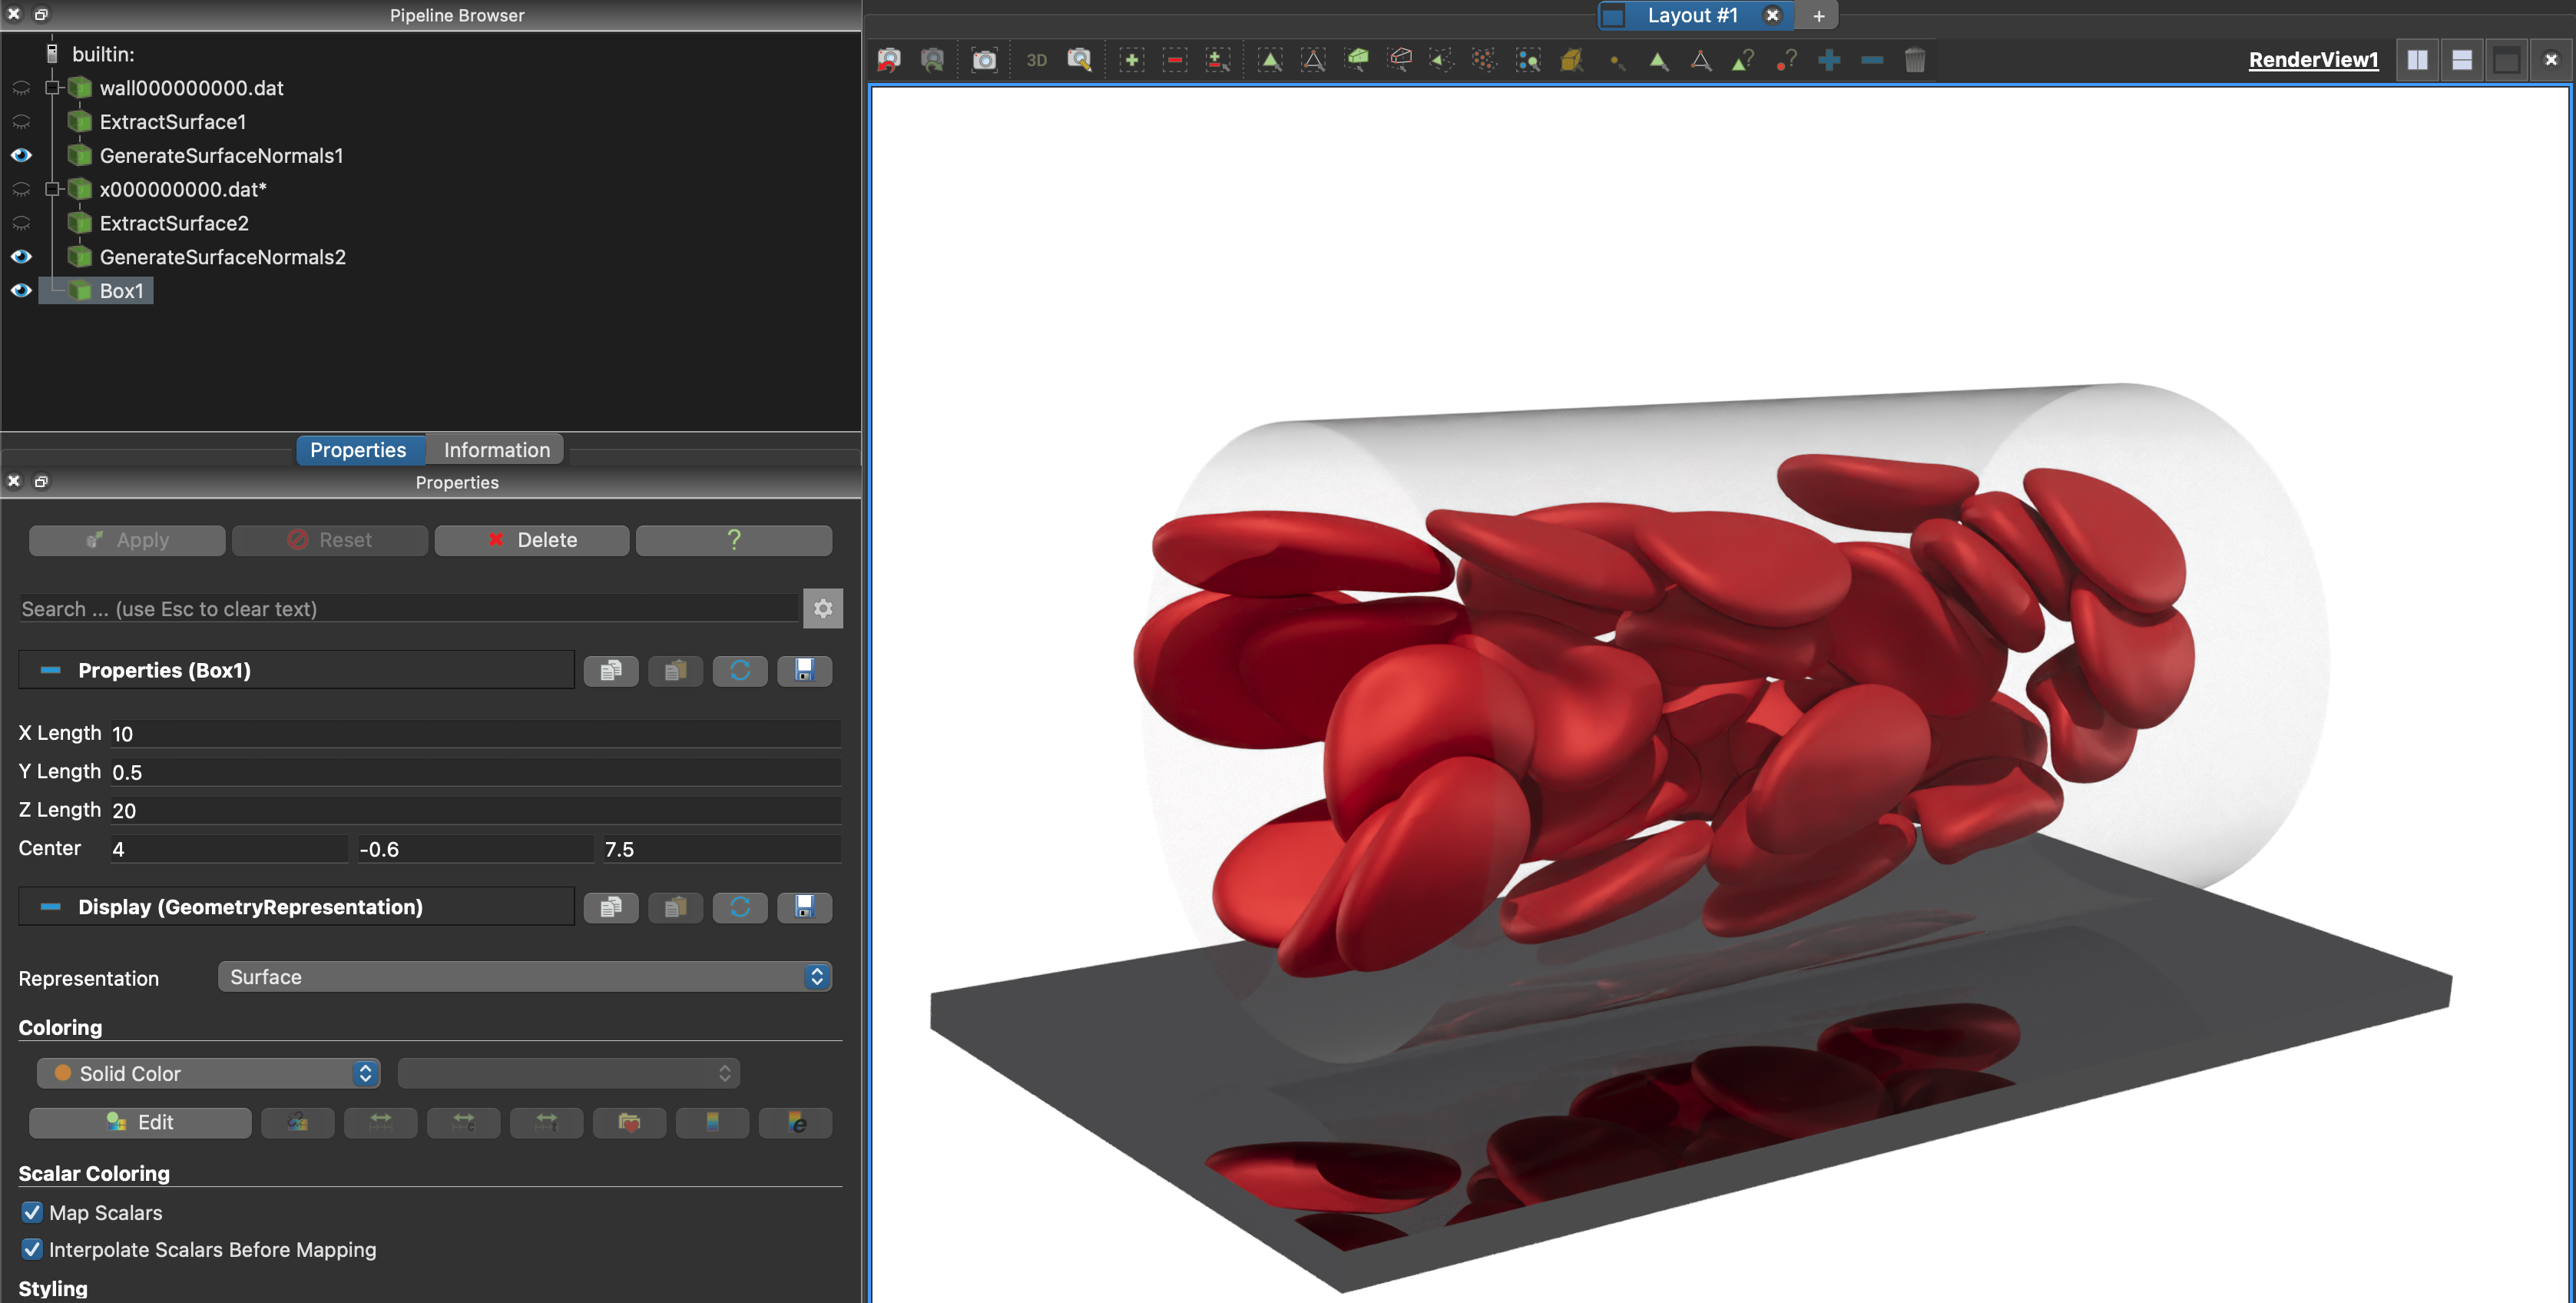 Pipeline Browser
builtin:
wall000000000.dat
ExtractSurface1
GenerateSurfaceNormals1
x000000000.dat*
ExtractSurface2
GenerateSurfaceNormals2
Box1
Properties Information
Properties
Apply Reset Delete ?
Search ... (use Esc to clear text)
Properties (Box1)
X Length 10
Y Length 0.5
Z Length 20
Center 4 -0.6 7.5
Display (GeometryRepresentation)
Representation Surface
Coloring
Solid Color
Edit
Scalar Coloring
Map Scalars
Interpolate Scalars Before Mapping
Styling
Layout #1 +
3D
RenderView1